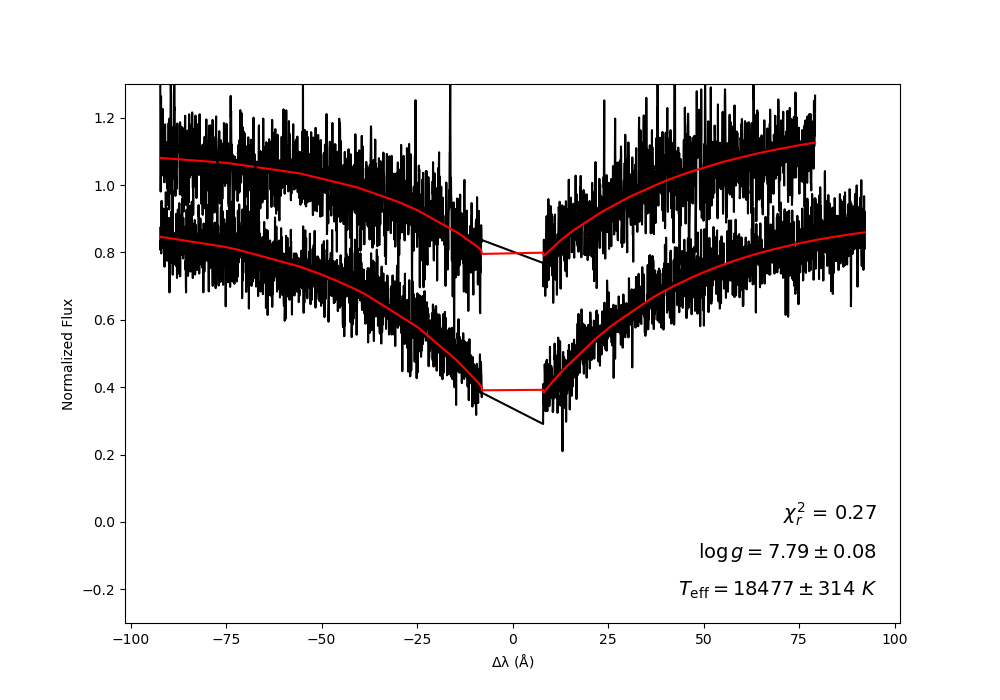 1.2
1.0
0.8
0.6
0.4
0.2
0.0
−0.2
Normalized Flux
χ²ᵣ = 0.27
log g = 7.79 ± 0.08
T_eff = 18477 ± 314 K
−100 −75 −50 −25 0 25 50 75 100
Δλ (Å)